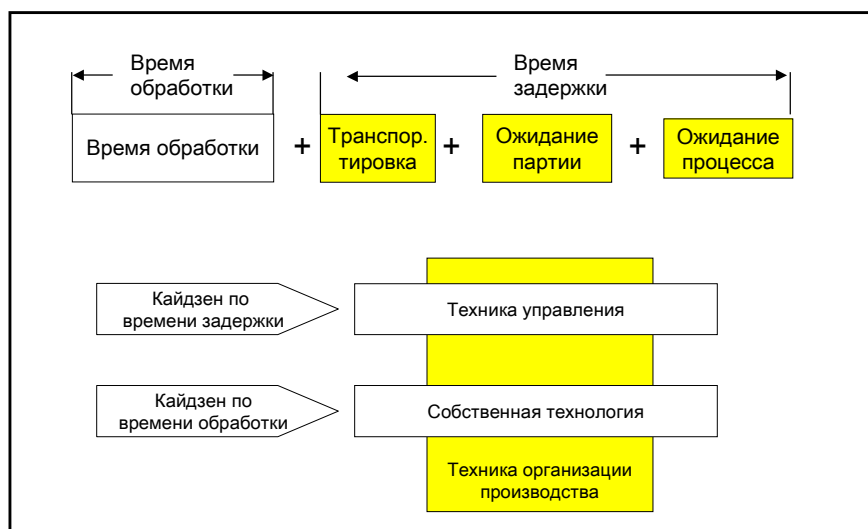 Время
обработки
Время
задержки
Время обработки
+
Транспор.
тировка
+
Ожидание
партии
+
Ожидание
процесса
Кайдзен по
времени задержки
Техника управления
Кайдзен по
времени обработки
Собственная технология
Техника организации
производства